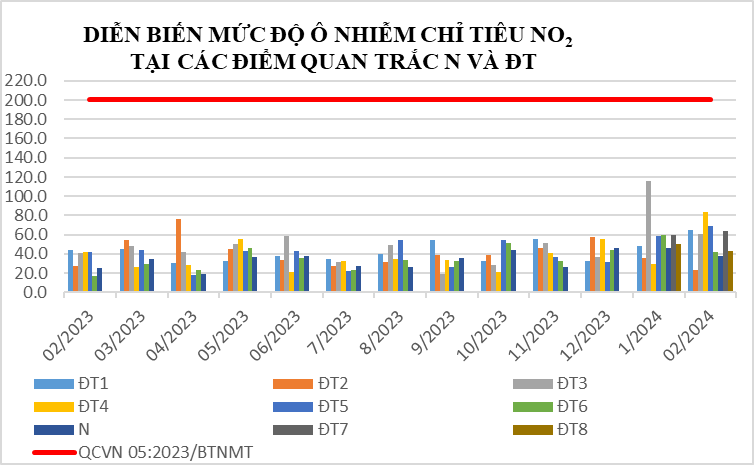 DIỄN BIẾN MỨC ĐỘ Ô NHIỄM CHỈ TIÊU NO₂
TẠI CÁC ĐIỂM QUAN TRẮC N VÀ ĐT
220.0
200.0
180.0
160.0
140.0
120.0
100.0
80.0
60.0
40.0
20.0
0.0
02/2023 03/2023 04/2023 05/2023 06/2023 7/2023 8/2023 9/2023 10/2023 11/2023 12/2023 1/2024 02/2024
ĐT1 ĐT2 ĐT3
ĐT4 ĐT5 ĐT6
N ĐT7 ĐT8
QCVN 05:2023/BTNMT